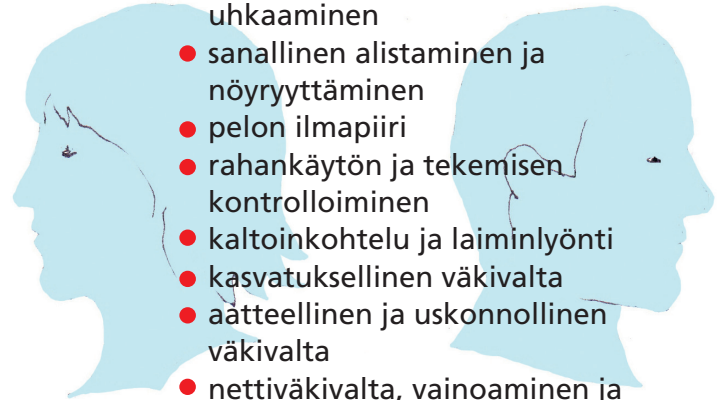 uhkaaminen
● sanallinen alistaminen ja
nöyryyttäminen
● pelon ilmapiiri
● rahankäytön ja tekemisen
kontrolloiminen
● kaltoinkohtelu ja laiminlyönti
● kasvatuksellinen väkivalta
● aatteellinen ja uskonnollinen
väkivalta
● nettiväkivalta, vainoaminen ja